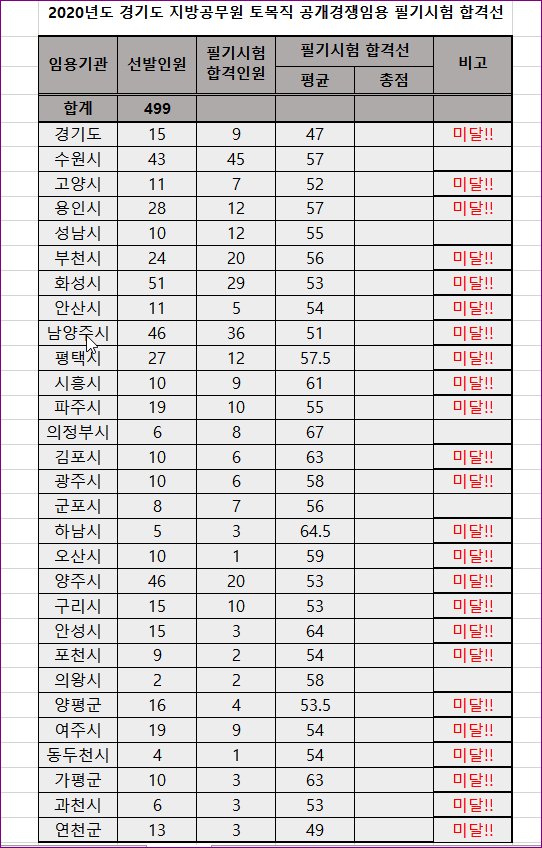 2020년도 경기도 지방공무원 토목직 공개경쟁임용 필기시험 합격선
임용기관 선발인원 필기시험 합격인원 필기시험 합격선 비고
평균 총점
합계 499
경기도 15 9 47 미달!!
수원시 43 45 57
고양시 11 7 52 미달!!
용인시 28 12 57 미달!!
성남시 10 12 55
부천시 24 20 56 미달!!
화성시 51 29 53 미달!!
안산시 11 5 54 미달!!
남양주시 46 36 51 미달!!
평택시 27 12 57.5 미달!!
시흥시 10 9 61 미달!!
파주시 19 10 55 미달!!
의정부시 6 8 67
김포시 10 6 63 미달!!
광주시 10 6 58 미달!!
군포시 8 7 56
하남시 5 3 64.5 미달!!
오산시 10 1 59 미달!!
양주시 46 20 53 미달!!
구리시 15 10 53 미달!!
안성시 15 3 64 미달!!
포천시 9 2 54 미달!!
의왕시 2 2 58
양평군 16 4 53.5 미달!!
여주시 19 9 54 미달!!
동두천시 4 1 54 미달!!
가평군 10 3 63 미달!!
과천시 6 3 53 미달!!
연천군 13 3 49 미달!!